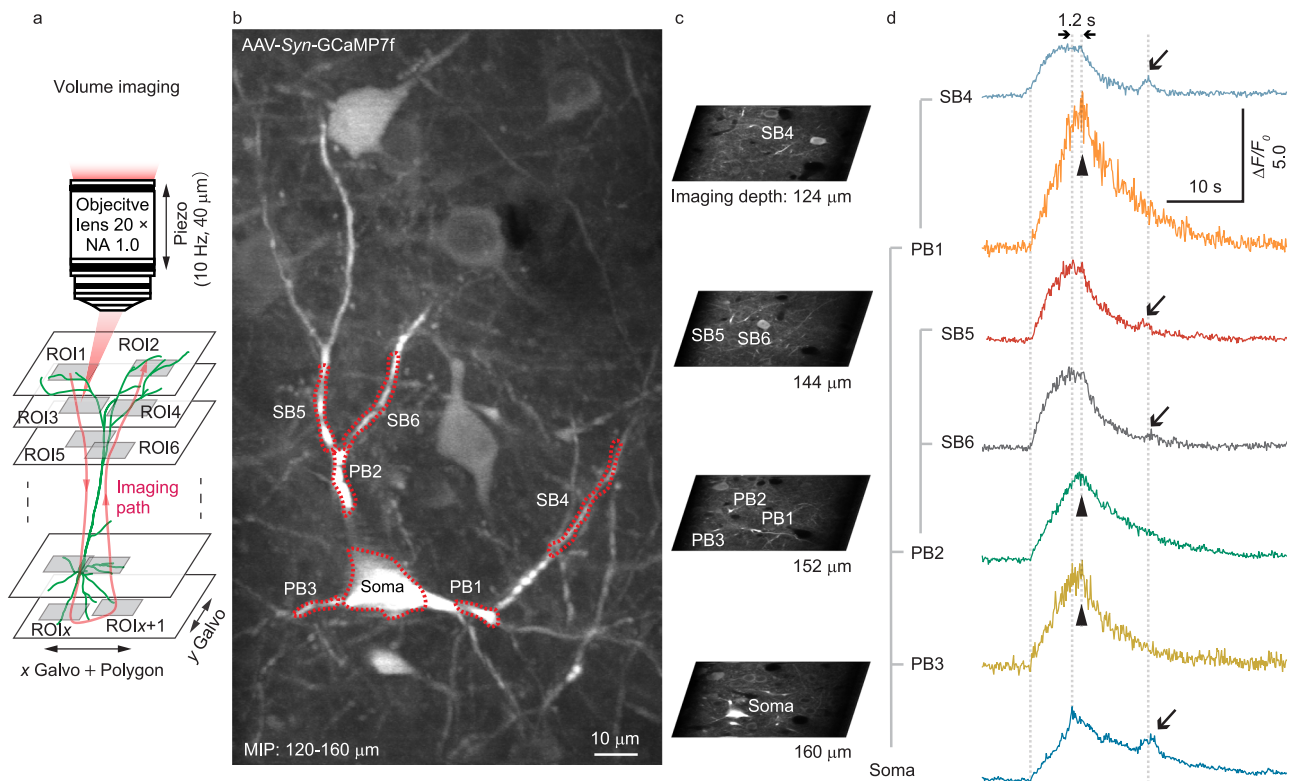 a
Volume imaging
Objecitve
lens 20 ×
NA 1.0
Piezo
(10 Hz, 40 μm)
ROI1
ROI2
ROI3
ROI4
ROI5
ROI6
Imaging
path
ROIx
ROIx+1
y Galvo
x Galvo + Polygon
b
AAV-Syn-GCaMP7f
SB5
SB6
PB2
SB4
PB3
Soma
PB1
MIP: 120-160 μm
10 μm
c
SB4
Imaging depth: 124 μm
SB5
SB6
144 μm
PB2
PB1
PB3
152 μm
Soma
160 μm
d
1.2 s
SB4
ΔF/F0
5.0
10 s
PB1
SB5
SB6
PB2
PB3
Soma